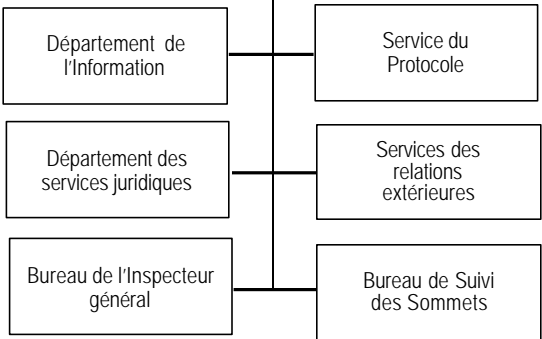 Département de
l'Information
Service du
Protocole
Département des
services juridiques
Services des
relations
extérieures
Bureau de l'Inspecteur
général
Bureau de Suivi
des Sommets